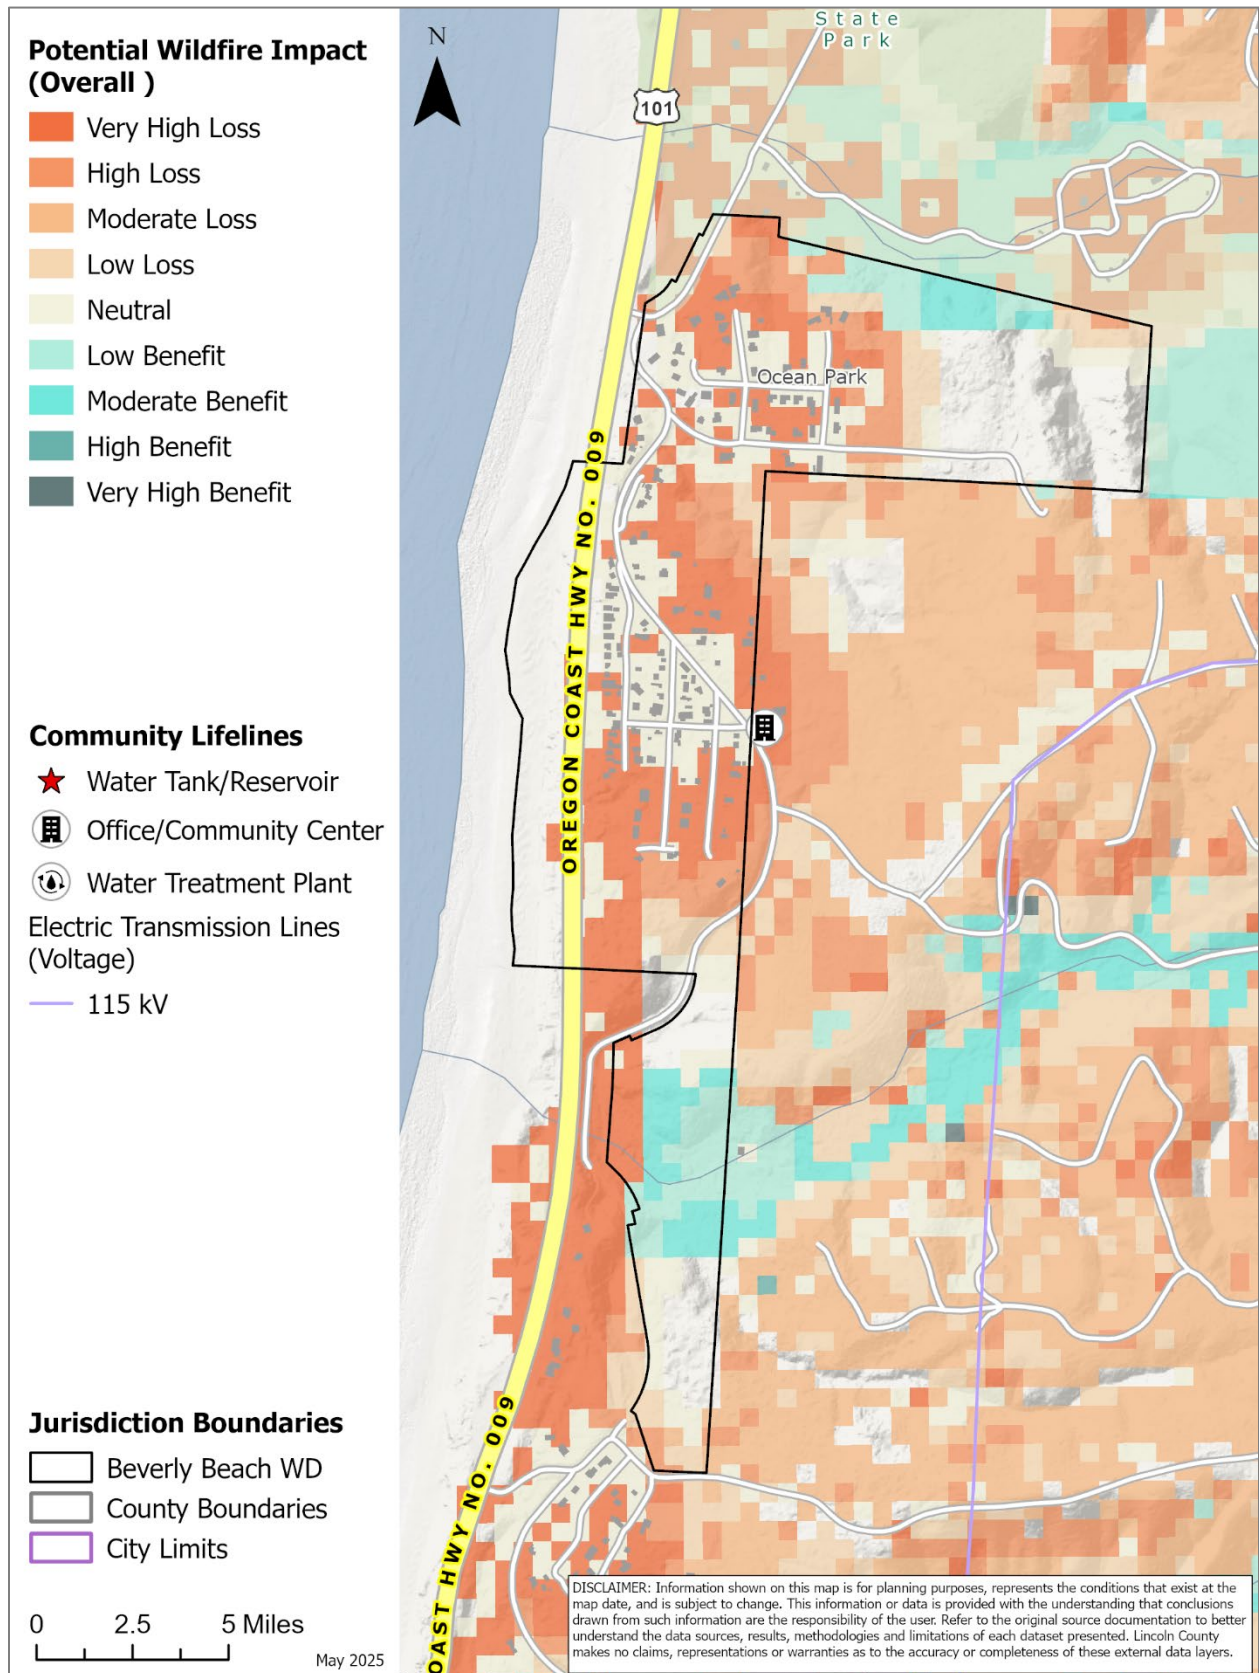 Potential Wildfire Impact
(Overall )
Very High Loss
High Loss
Moderate Loss
Low Loss
Neutral
Low Benefit
Moderate Benefit
High Benefit
Very High Benefit
Community Lifelines
Water Tank/Reservoir
Office/Community Center
Water Treatment Plant
Electric Transmission Lines
(Voltage)
115 kV
Jurisdiction Boundaries
Beverly Beach WD
County Boundaries
City Limits
0 2.5 5 Miles
May 2025
N
State
Park
101
Ocean Park
OREGON COAST HWY NO. 009
OAST HWY NO. 009
DISCLAIMER: Information shown on this map is for planning purposes, represents the conditions that exist at the
map date, and is subject to change. This information or data is provided with the understanding that conclusions
drawn from such information are the responsibility of the user. Refer to the original source documentation to better
understand the data sources, results, methodologies and limitations of each dataset presented. Lincoln County
makes no claims, representations or warranties as to the accuracy or completeness of these external data layers.